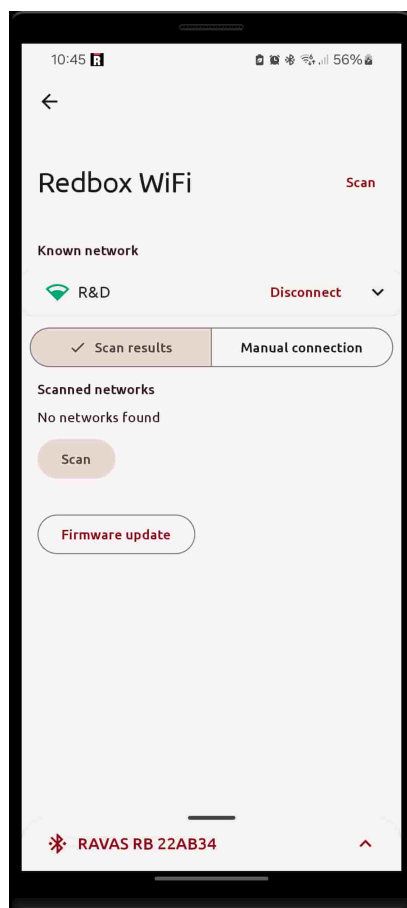 10:45 R 56%
Redbox WiFi Scan
Known network
R&D Disconnect
Scan results Manual connection
Scanned networks
No networks found
Scan
Firmware update
RAVAS RB 22AB34